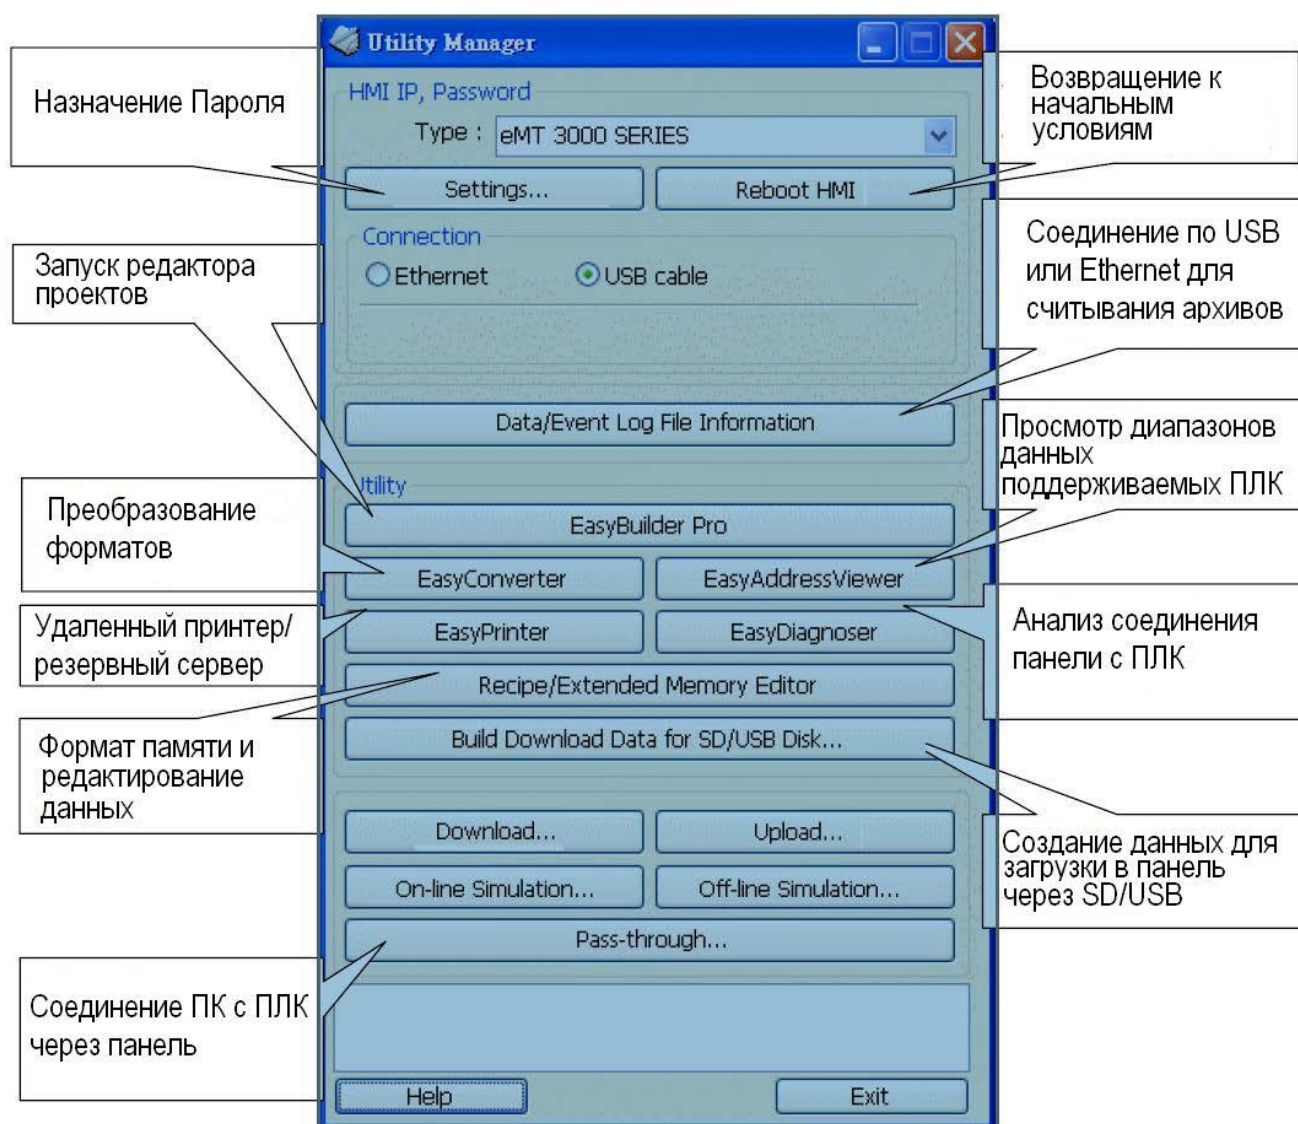 Utility Manager
Назначение Пароля
HMI IP, Password
Type :
eMT 3000 SERIES
Settings...
Reboot HMI
Возвращение к
начальным
условиям
Connection
Ethernet
USB cable
Соединение по USB
или Ethernet для
считывания архивов
Запуск редактора
проектов
Data/Event Log File Information
Просмотр диапазонов
данных
поддерживаемых ПЛК
Utility
EasyBuilder Pro
Преобразование
форматов
EasyConverter
EasyAddressViewer
Удаленный принтер/
резервный сервер
EasyPrinter
EasyDiagnoser
Анализ соединения
панели с ПЛК
Recipe/Extended Memory Editor
Build Download Data for SD/USB Disk...
Формат памяти и
редактирование
данных
Download...
Upload...
Создание данных для
загрузки в панель
через SD/USB
On-line Simulation...
Off-line Simulation...
Pass-through...
Соединение ПК с ПЛК
через панель
Help
Exit